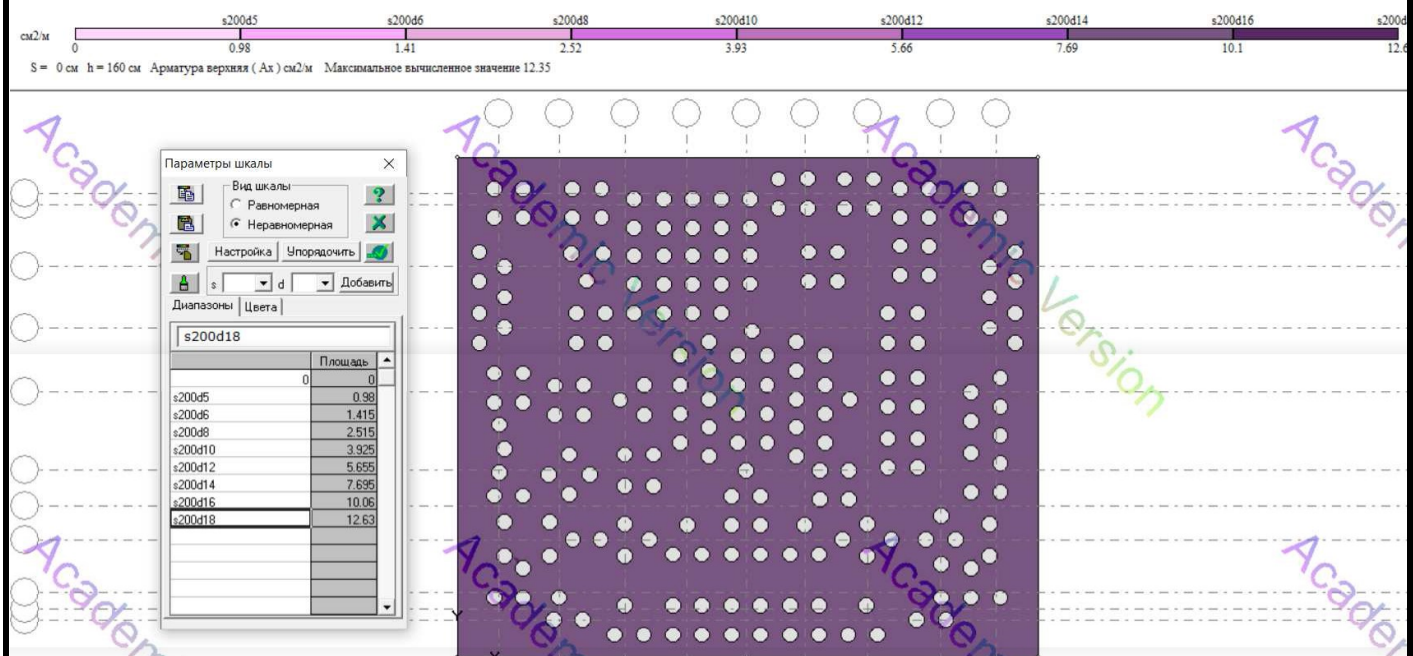 s200d5 s200d6 s200d8 s200d10 s200d12 s200d14 s200d16
см2/м
0 0.98 1.41 2.52 3.93 5.66 7.69 10.1
S = 0 см h = 160 см Арматура верхняя ( Ax ) см2/м Максимальное вычисленное значение 12.35
Academic Version
Параметры шкалы
Вид шкалы
Равномерная
Неравномерная
Настройка Упорядочить
s d Добавить
Диапазоны Цвета
s200d18
Площадь
0 0
s200d5 0.98
s200d6 1.415
s200d8 2.515
s200d10 3.925
s200d12 5.655
s200d14 7.695
s200d16 10.06
s200d18 12.63
Y
X